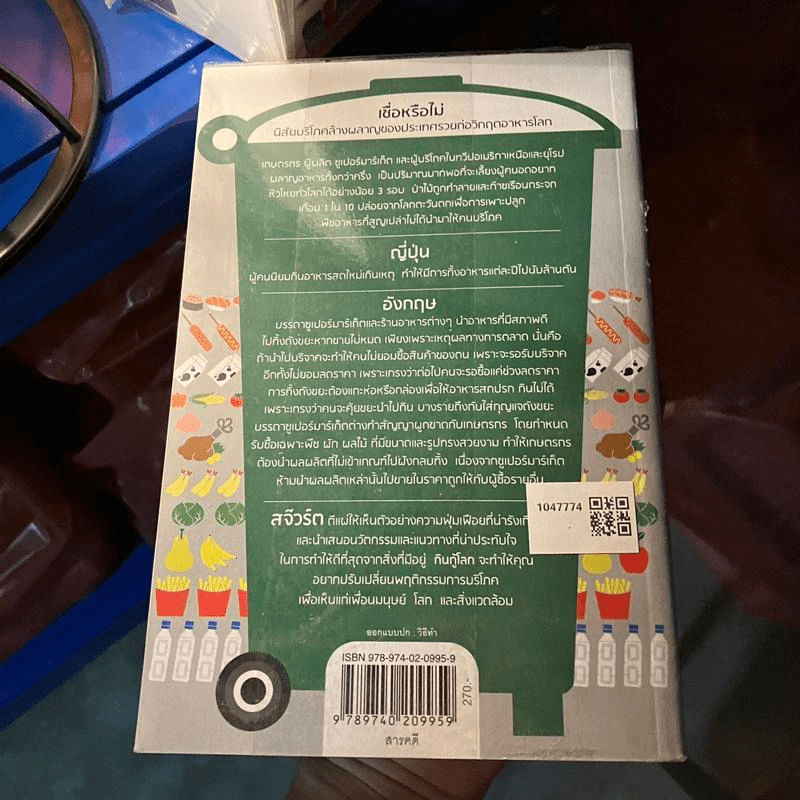 เชื่อหรือไม่
นิสัยบริโภคล้างผลาญของประเทศรวยก่อวิกฤตอาหารโลก
เกษตรกร ผู้ผลิต ซูเปอร์มาร์เก็ต และผู้บริโภคในทวีปอเมริกาเหนือและยุโรป
ผลาญอาหารทิ้งกว่าครึ่ง เป็นปริมาณมากพอที่จะเลี้ยงผู้คนอดอยาก
หิวโหยทั่วโลกได้อย่างน้อย 3 รอบ ป่าไม้ถูกทำลายและก๊าซเรือนกระจก
เกือบ 1 ใน 10 ปล่อยจากโลกตะวันตกเพื่อการเพาะปลูก
พืชอาหารที่สูญเปล่าไม่ได้นำมาให้คนบริโภค
ญี่ปุ่น
ผู้คนนิยมกินอาหารสดใหม่เกินเหตุ ทำให้มีการทิ้งอาหารแต่ละปีไปนับล้านตัน
อังกฤษ
บรรดาซูเปอร์มาร์เก็ตและร้านอาหารต่างๆ นำอาหารที่มีสภาพดี
ไปทิ้งถังขยะหากขายไม่หมด เพียงเพราะเหตุผลทางการตลาด นั่นคือ
ถ้านำไปบริจาคจะทำให้คนไม่ยอมซื้อสินค้าของตน เพราะจะรอรับบริจาค
อีกทั้งไม่ยอมลดราคา เพราะเกรงว่าต่อไปคนจะรอซื้อแค่ช่วงลดราคา
การทิ้งถังขยะต้องแกะห่อหรือกล่องเพื่อให้อาหารสกปรก กินไม่ได้
เพราะเกรงว่าคนจะคุ้ยขยะนำไปกิน บางรายถึงกับใส่กุญแจถังขยะ
บรรดาซูเปอร์มาร์เก็ตต่างทำสัญญาผูกขาดกับเกษตรกร โดยกำหนด
รับซื้อเฉพาะพืช ผัก ผลไม้ ที่มีขนาดและรูปทรงสวยงาม ทำให้เกษตรกร
ต้องนำผลผลิตที่ไม่เข้าเกณฑ์ไปฝังกลบทิ้ง เนื่องจากซูเปอร์มาร์เก็ต
ห้ามนำผลผลิตเหล่านั้นไปขายในราคาถูกให้กับผู้ซื้อรายอื่น
1047774
สจ๊วร์ต ตีแผ่ให้เห็นตัวอย่างความฟุ่มเฟือยที่น่ารังเกี
และนำเสนอนวัตกรรมและแนวทางที่น่าประทับใจ
ในการทำให้ดีที่สุดจากสิ่งที่มีอยู่ กินกู้โลก จะทำให้คุณ
อยากปรับเปลี่ยนพฤติกรรมการบริโภค
เพื่อเห็นแก่เพื่อนมนุษย์ โลก และสิ่งแวดล้อม
ออกแบบปก : วิธีทำ
ISBN 978-974-02-0995-9
270.-
9 789740 209959
สารคดี